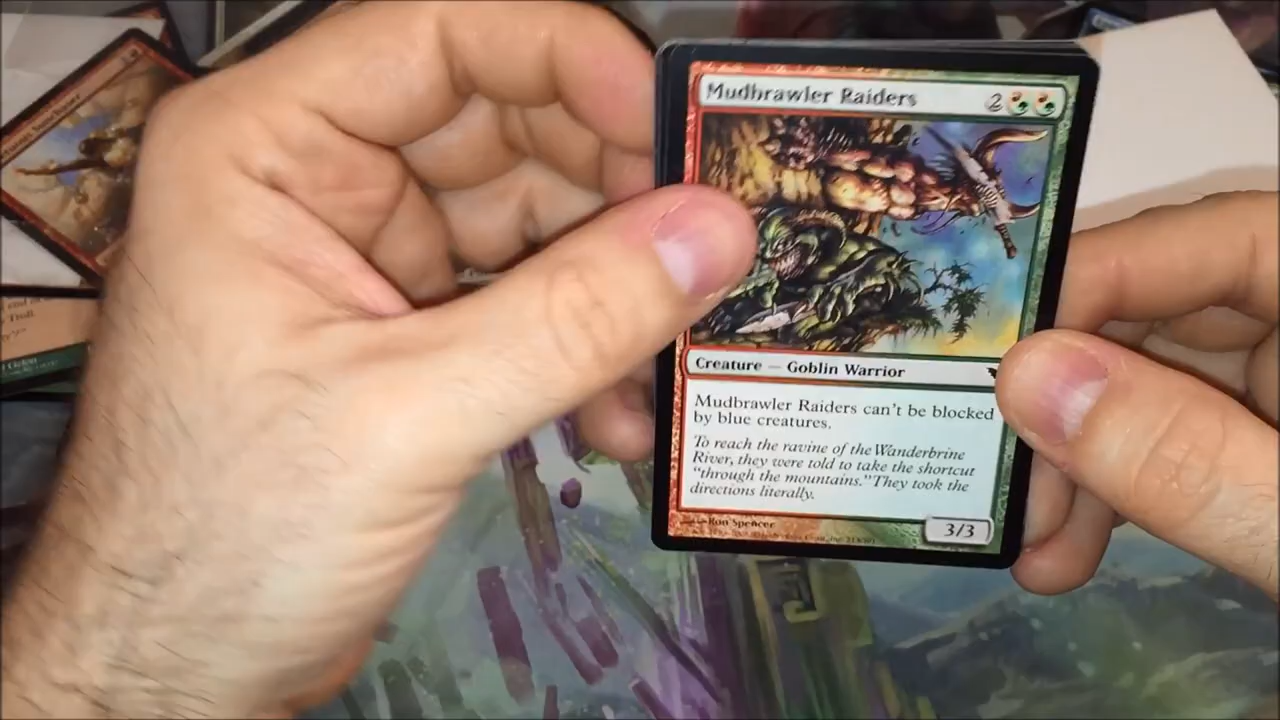 Mudbrawler Raiders 2
Creature — Goblin Warrior
Mudbrawler Raiders can't be blocked
by blue creatures.
To reach the ravine of the Wanderbrine
River, they were told to take the shortcut
"through the mountains." They took the
directions literally.
Ron Spencer
3/3